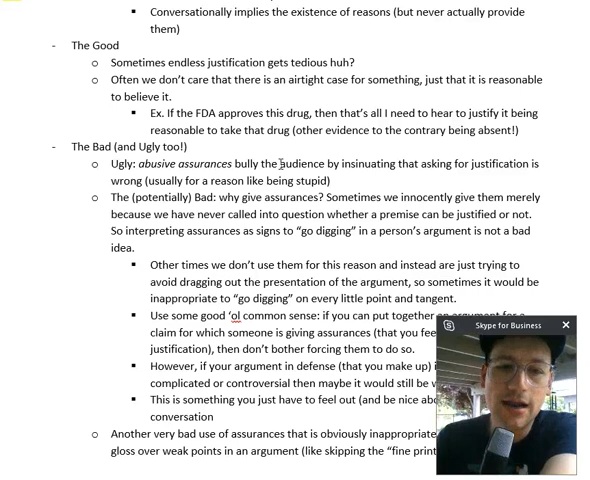 ▪ Conversationally implies the existence of reasons (but never actually provide
them)
- The Good
o Sometimes endless justification gets tedious huh?
o Often we don’t care that there is an airtight case for something, just that it is reasonable
to believe it.
▪ Ex. If the FDA approves this drug, then that’s all I need to hear to justify it being
reasonable to take that drug (other evidence to the contrary being absent!)
- The Bad (and Ugly too!)
o Ugly: abusive assurances bully the audience by insinuating that asking for justification is
wrong (usually for a reason like being stupid)
o The (potentially) Bad: why give assurances? Sometimes we innocently give them merely
because we have never called into question whether a premise can be justified or not.
So interpreting assurances as signs to “go digging” in a person’s argument is not a bad
idea.
▪ Other times we don’t use them for this reason and instead are just trying to
avoid dragging out the presentation of the argument, so sometimes it would be
inappropriate to “go digging” on every little point and tangent.
▪ Use some good ‘ol common sense: if you can put together an argument for a
claim for which someone is giving assurances (that you
justification), then don’t bother forcing them to do so.
▪ However, if your argument in defense (that you make up)
complicated or controversial then maybe it would still be
▪ This is something you just have to feel out (and be nice
conversation
o Another very bad use of assurances that is obviously inappropriate
gloss over weak points in an argument (like skipping the “fine print
Skype for Business